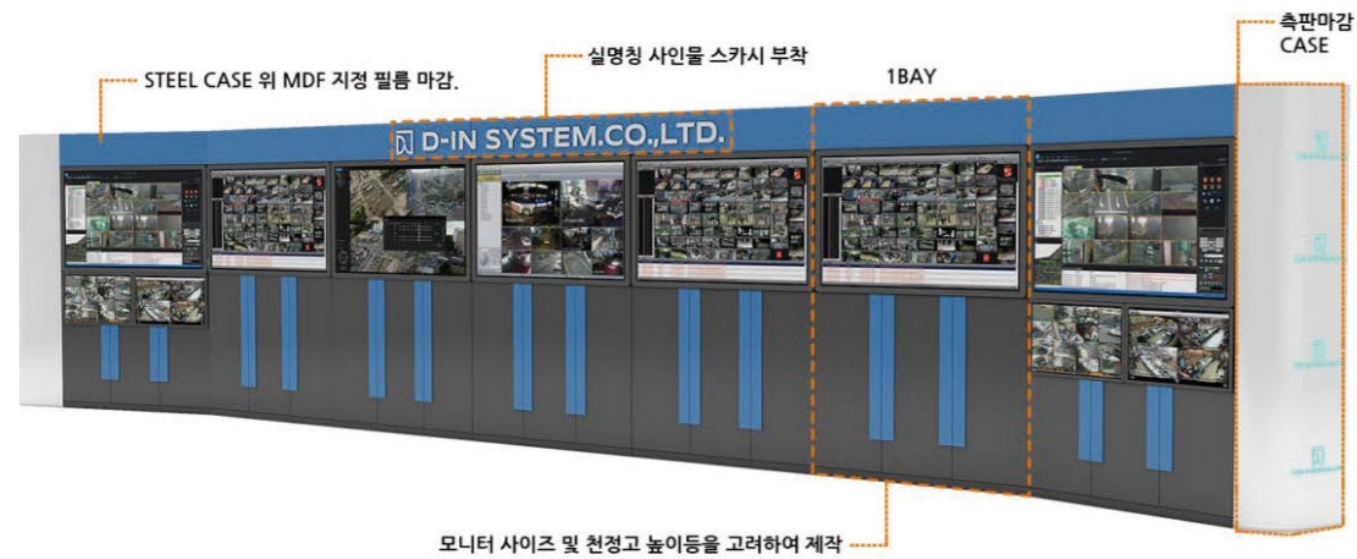 측판마감
CASE
실명칭 사인물 스카시 부착
STEEL CASE 위 MDF 지정 필름 마감.
1BAY
D-IN SYSTEM.CO.,LTD.
모니터 사이즈 및 천정고 높이등을 고려하여 제작